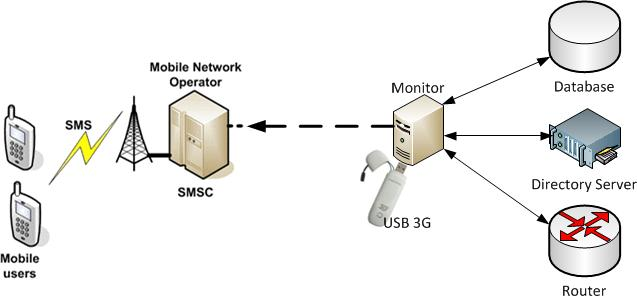 Mobile Network
Operator
SMS
SMSC
Mobile
users
Monitor
USB 3G
Database
Directory Server
Router